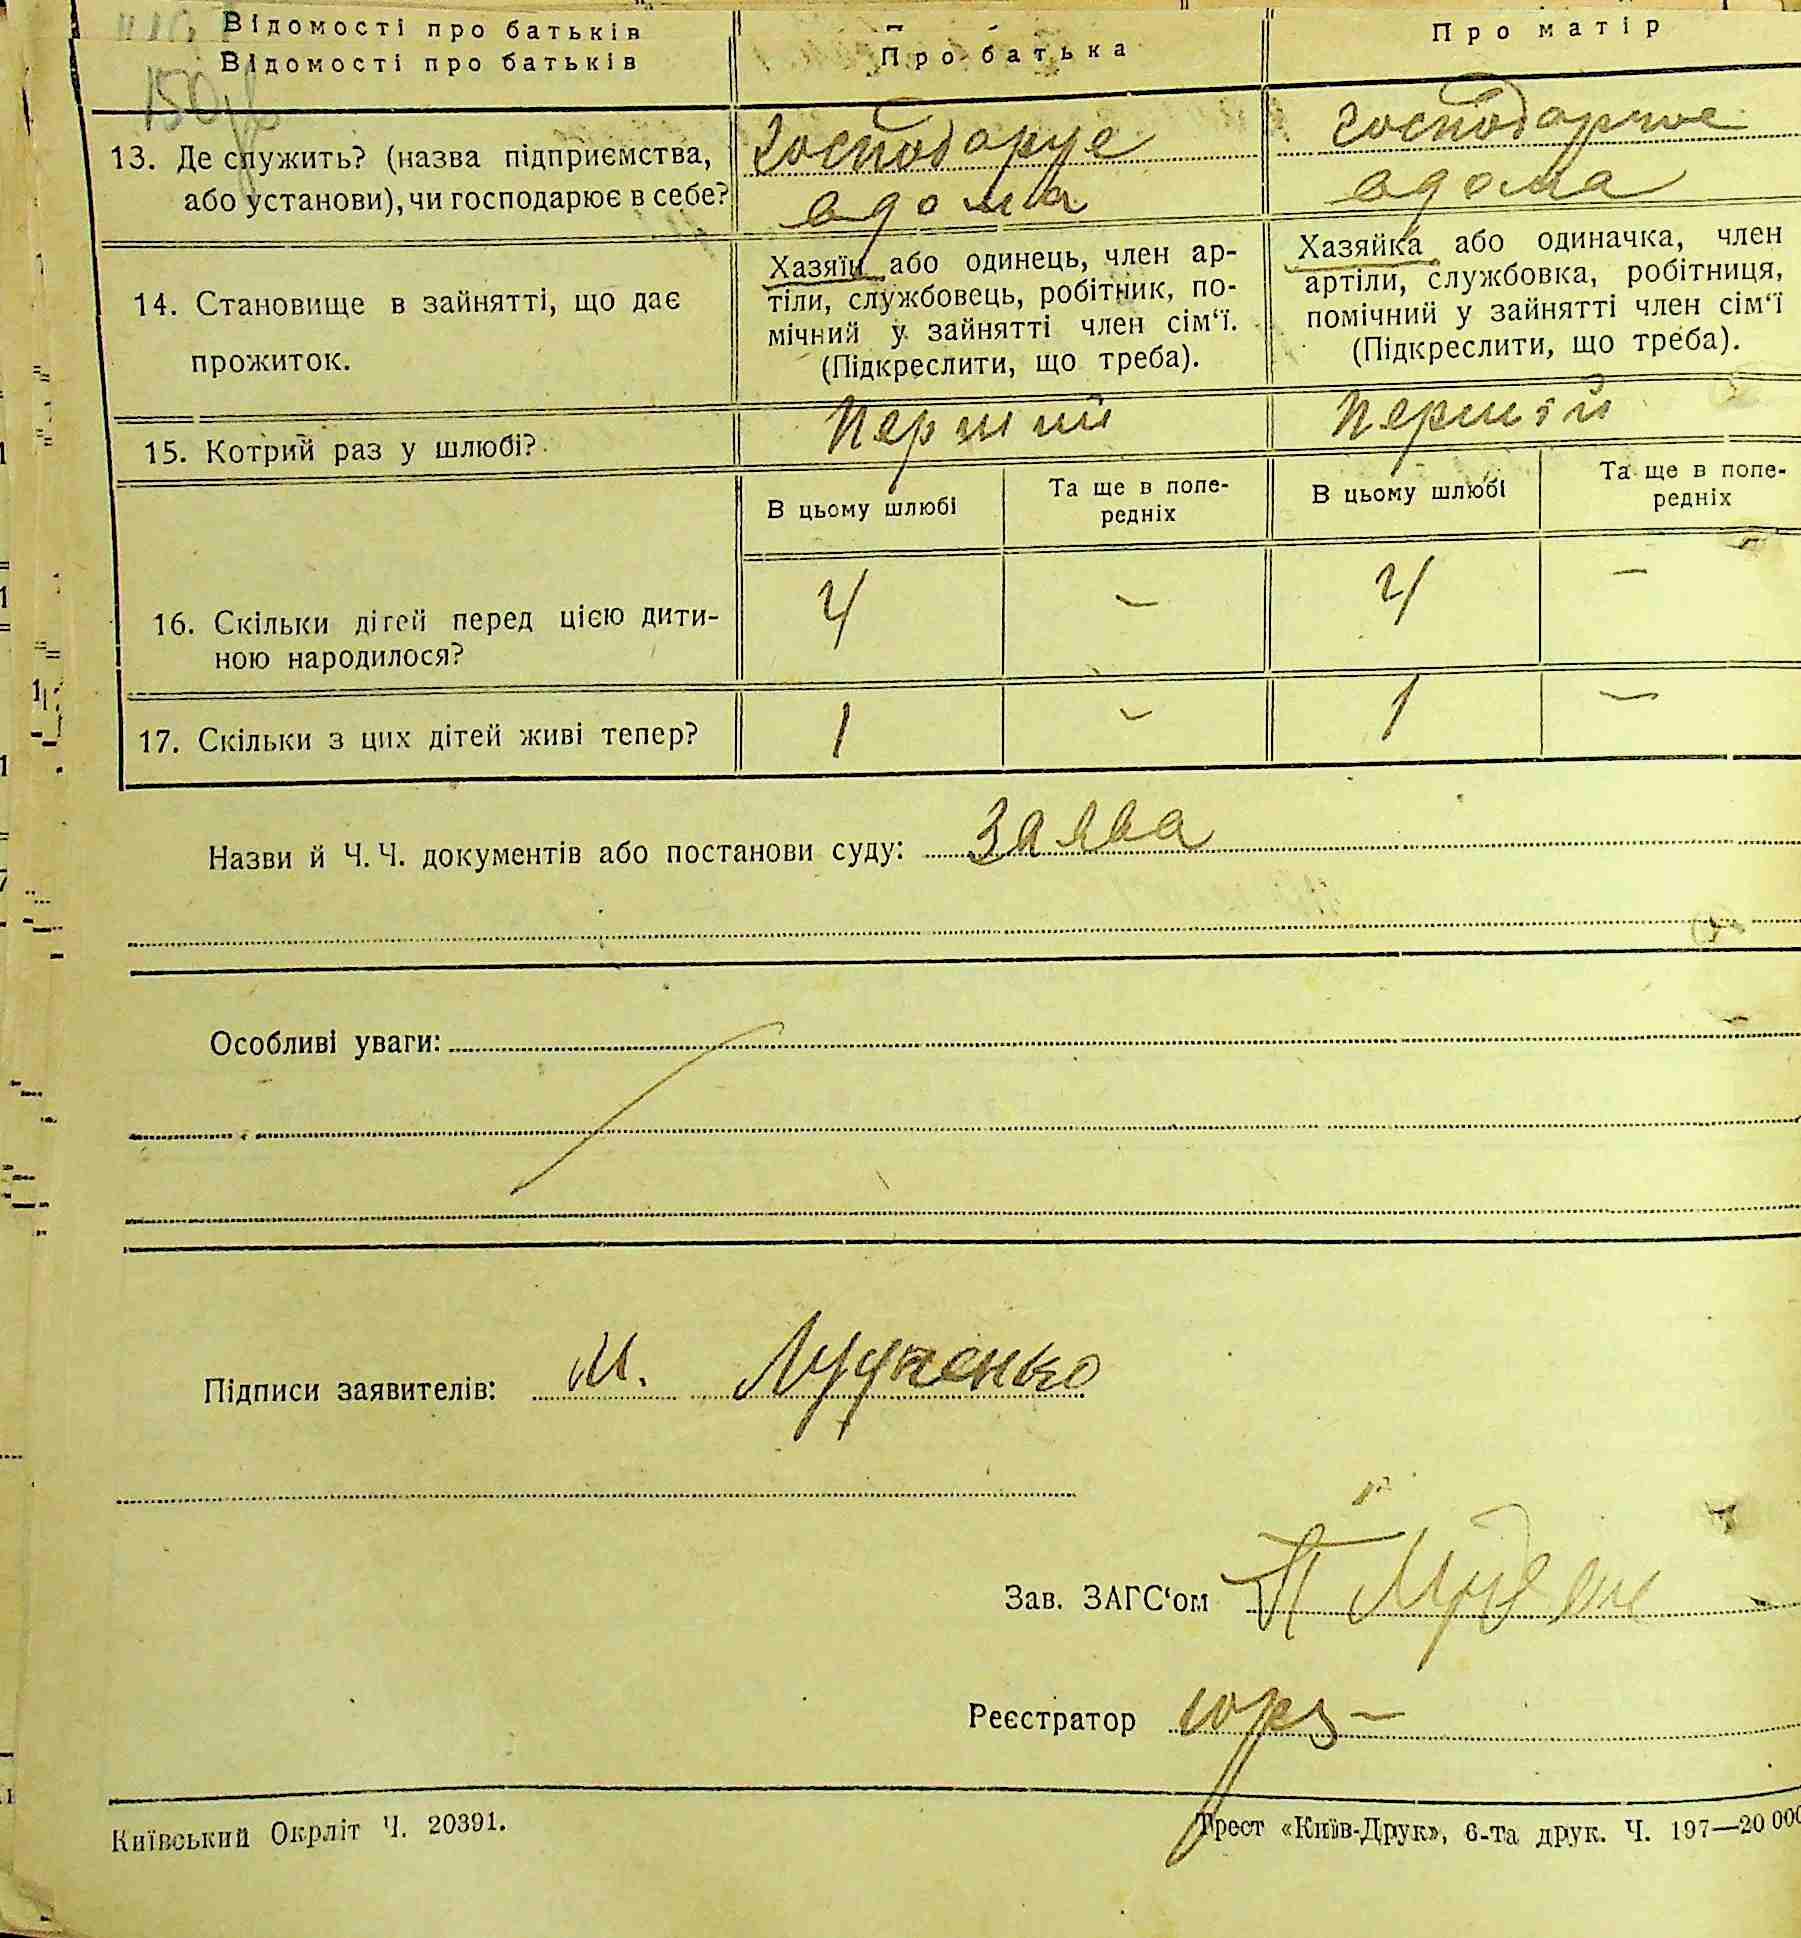 Відомості про батьків
Відомості про батьків
Про батька
Про матір
150
13. Де служить? (назва підприємства,
або установи), чи господарює в себе?
господарує
вдома
господарює
вдома
14. Становище в зайнятті, що дає
прожиток.
Хазяїн або одинець, член ар-
тіли, службовець, робітник, по-
мічний у зайнятті член сім‘ї.
(Підкреслити, що треба).
Хазяйка або одиначка, член
артіли, службовка, робітниця,
помічний у зайнятті член сім‘ї
(Підкреслити, що треба).
15. Котрий раз у шлюбі?
Перший
Перший
В цьому шлюбі
Та ще в попе-
редніх
В цьому шлюбі
Та ще в попе-
редніх
16. Скільки дітей перед цією дити-
ною народилося?
4 – 4 –
17. Скільки з цих дітей живі тепер?
1 – 1 –
Назви й Ч. Ч. документів або постанови суду: Заява
Особливі уваги:
Підписи заявителів: М.
Зав. ЗАГС‘ом
Реєстратор
Київський Окрліт Ч. 20391.
Трест «Київ-Друк», 6-та друк. Ч. 197—20 000